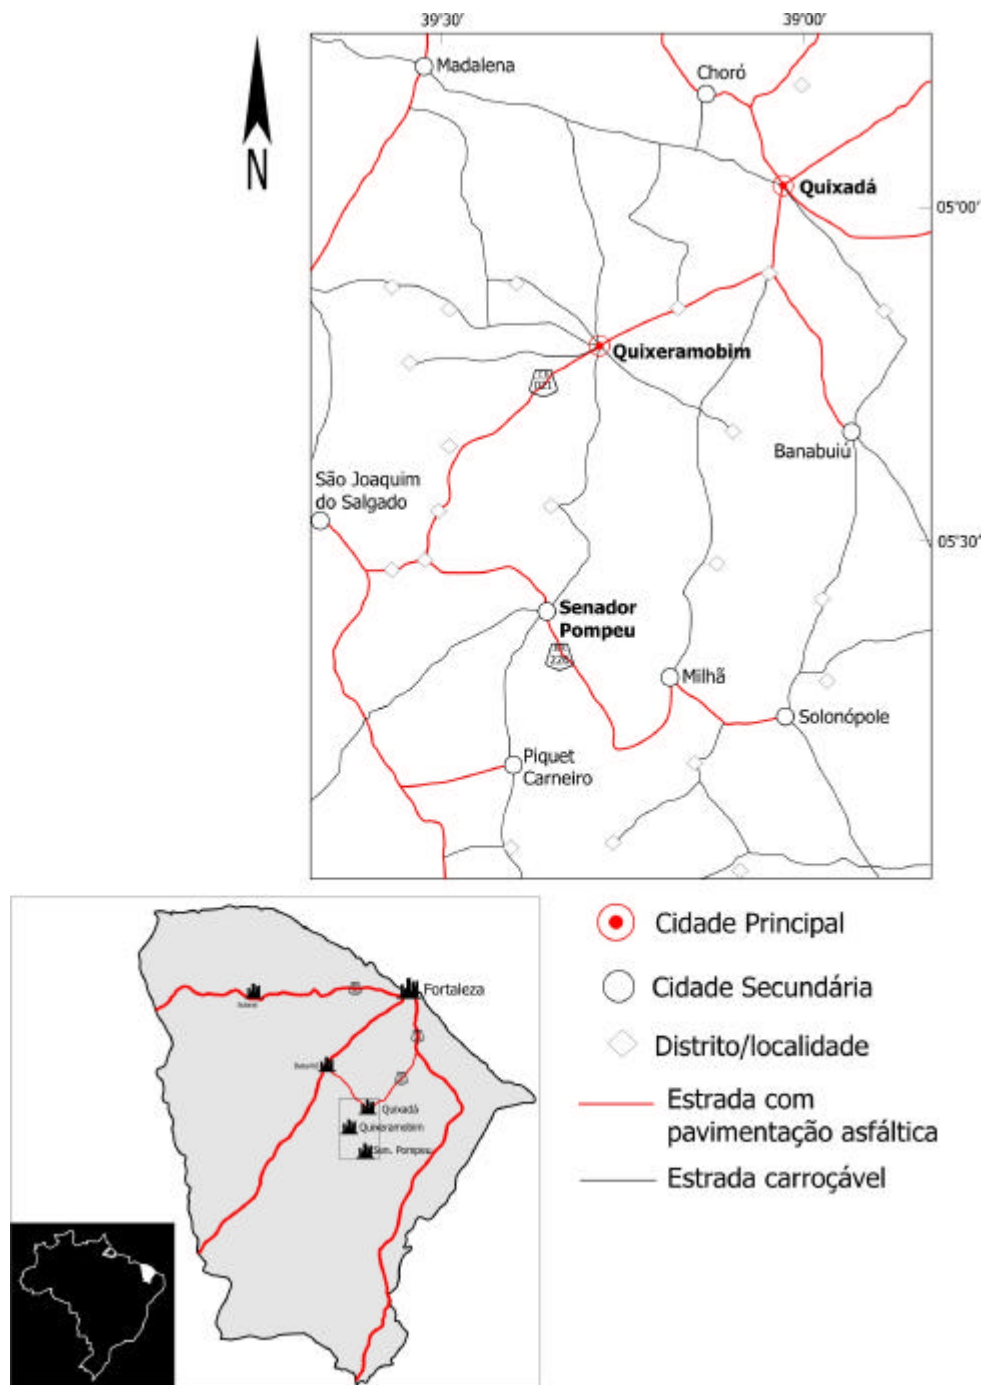 39°30'
39°00'
Madalena
Choró
N
Quixadá
05°00'
Quixeramobim
Banabuiú
São Joaquim
do Salgado
05°30'
Senador
Pompeu
Milhã
Solonópole
Piquet
Carneiro
Cidade Principal
Fortaleza
Cidade Secundária
Distrito/localidade
Estrada com
pavimentação asfáltica
Quixadá
Quixeramobim
Sen. Pompeu
Estrada carroçável